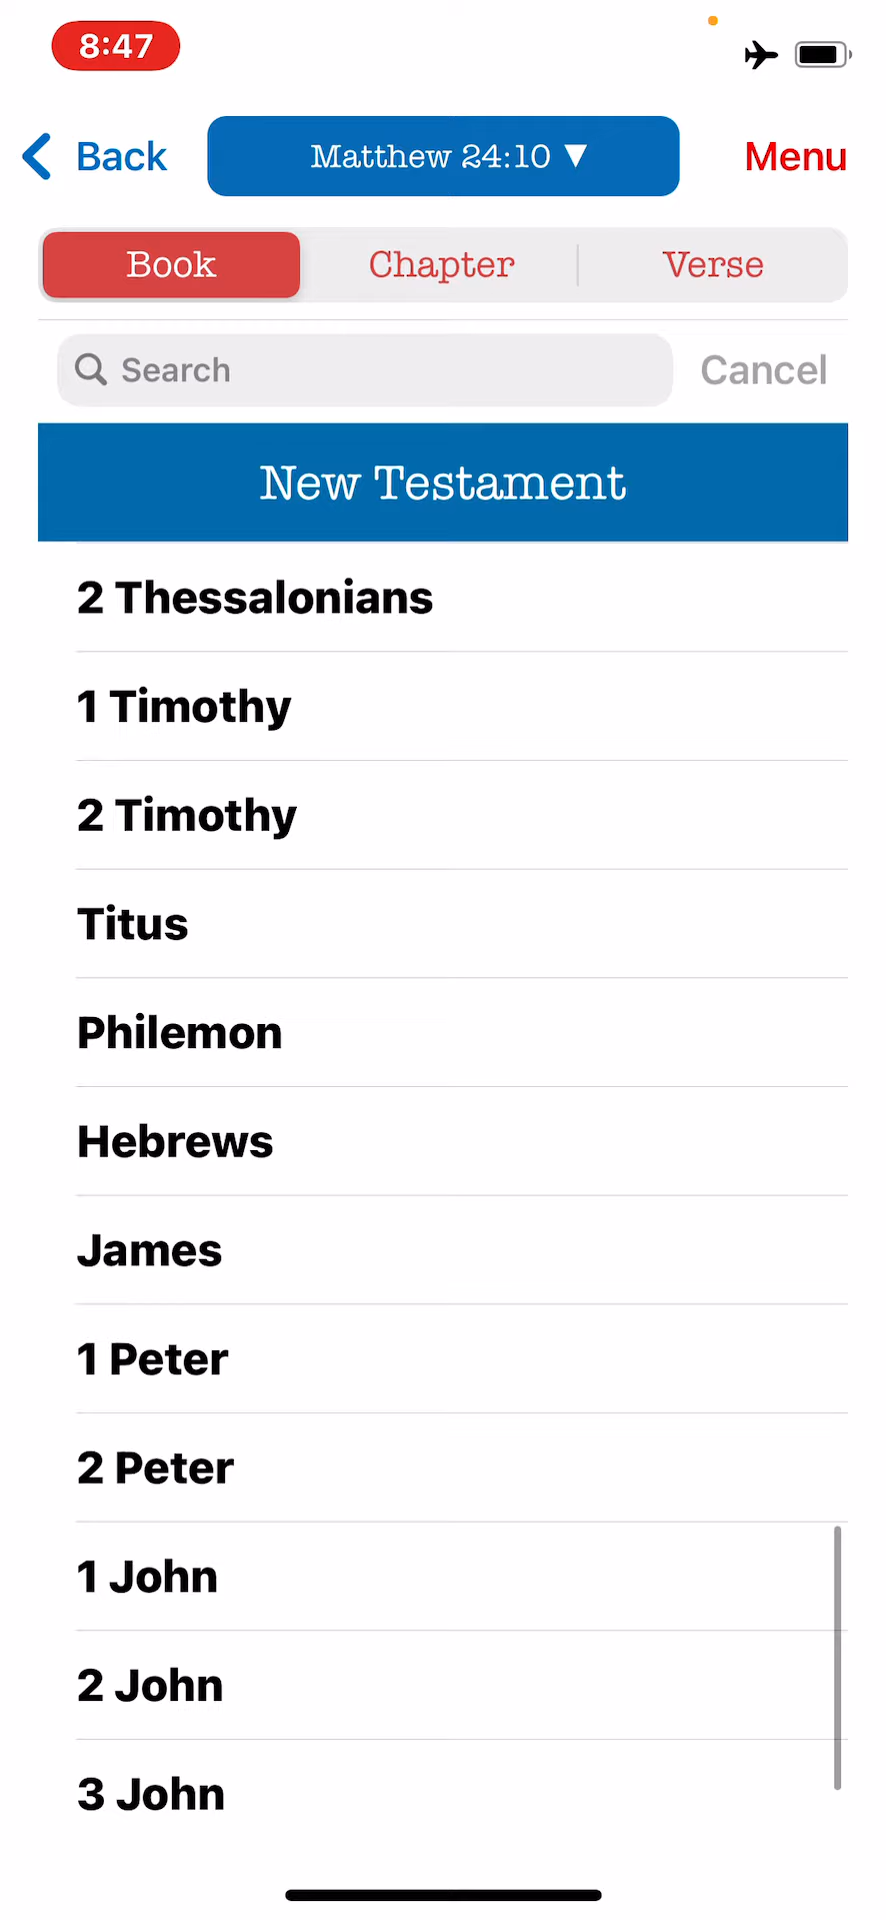 8:47
Back
Matthew 24:10 ▼
Menu
Book
Chapter
Verse
Search
Cancel
New Testament
2 Thessalonians
1 Timothy
2 Timothy
Titus
Philemon
Hebrews
James
1 Peter
2 Peter
1 John
2 John
3 John